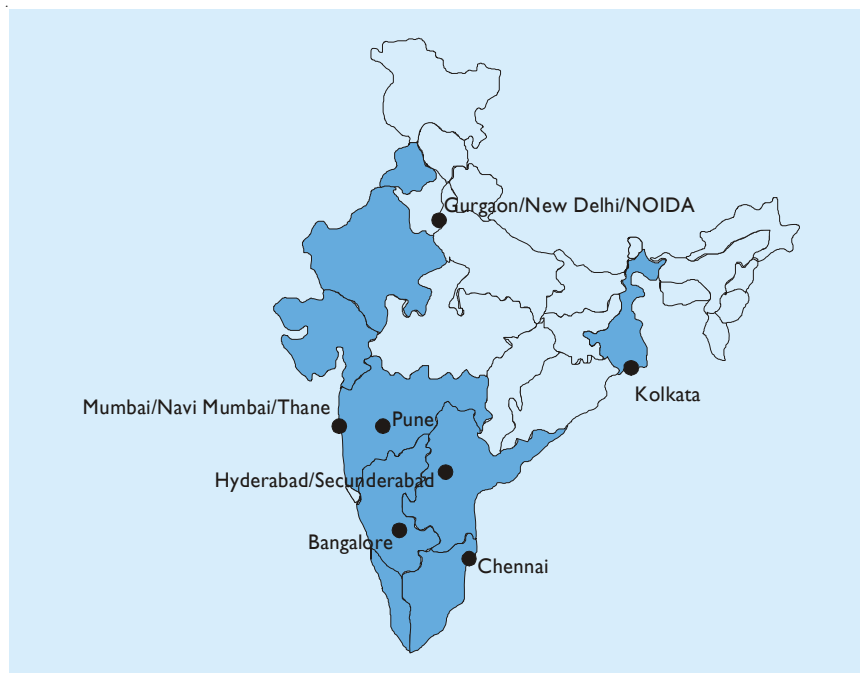 Gurgaon/New Delhi/NOIDA
Kolkata
Mumbai/Navi Mumbai/Thane
Pune
Hyderabad/Secunderabad
Bangalore
Chennai